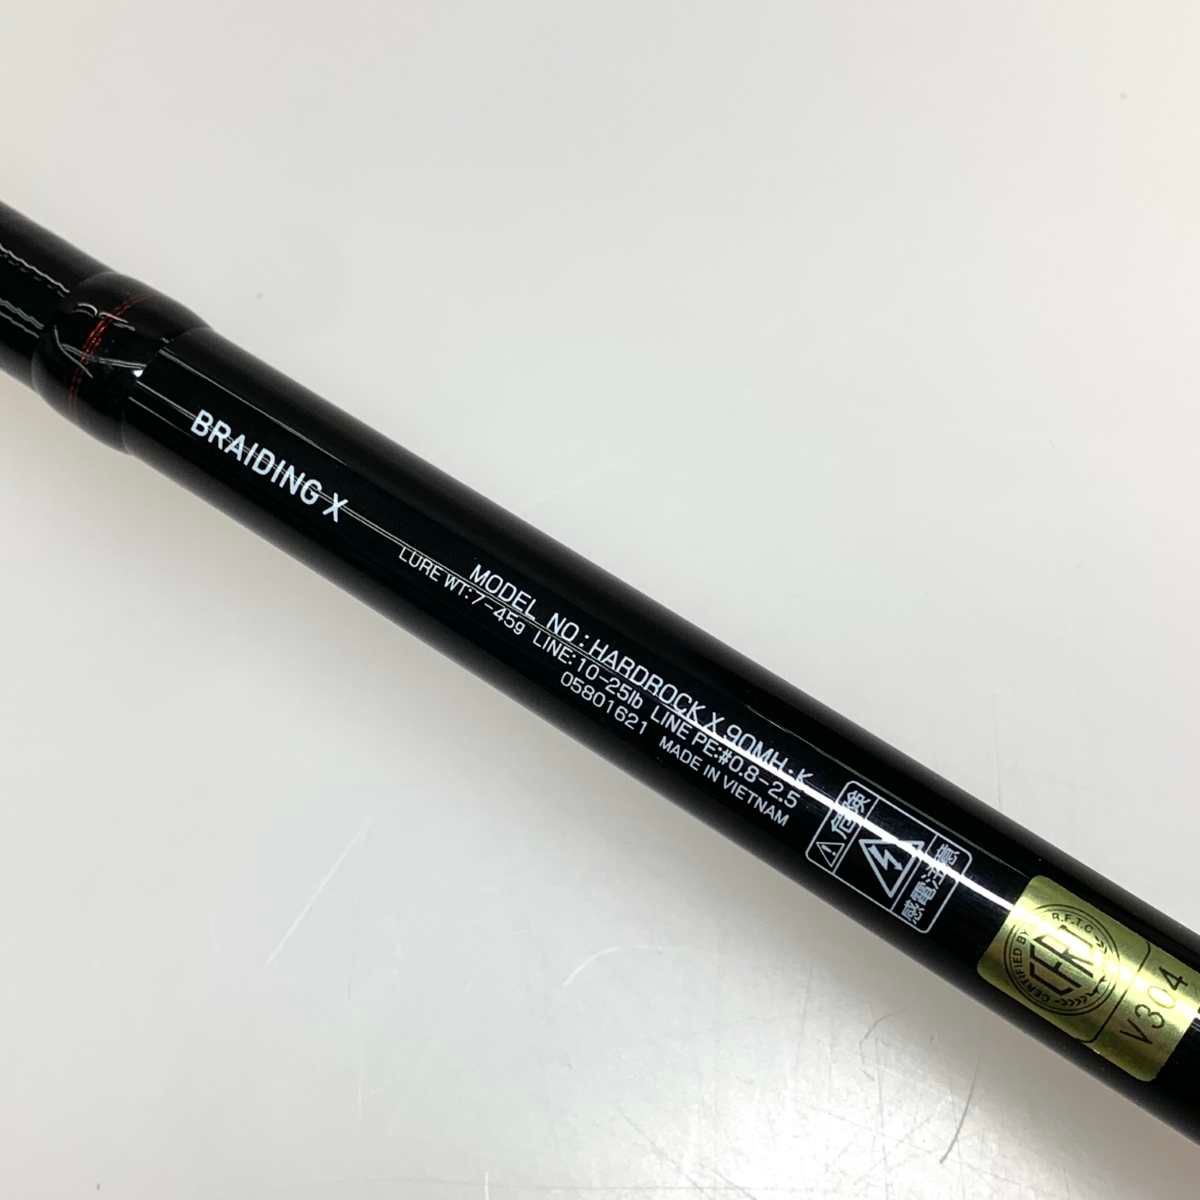 BRAIDING X
MODEL NO:HARDROCK X 90MH・K
LURE WT:7-45g LINE:10-25lb LINE PE:#0.8-2.5
05801621 MADE IN VIETNAM
危険
感電注意
CERTIFIED BY R.F.T.C.
CERT
V304